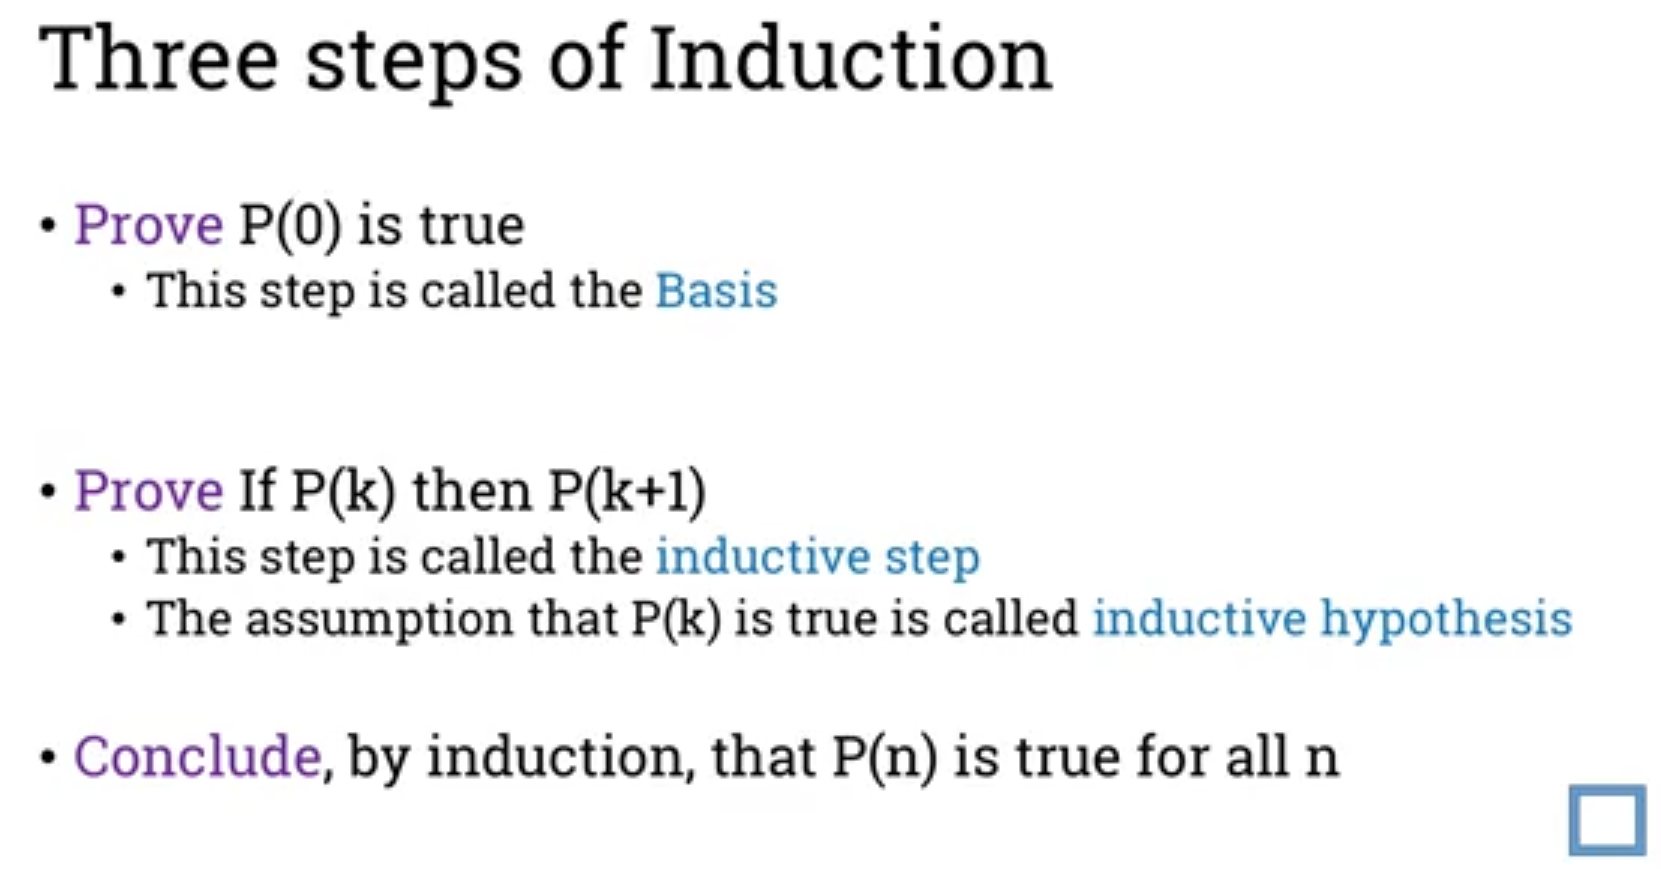 Three steps of Induction
• Prove P(0) is true
• This step is called the Basis
• Prove If P(k) then P(k+1)
• This step is called the inductive step
• The assumption that P(k) is true is called inductive hypothesis
• Conclude, by induction, that P(n) is true for all n